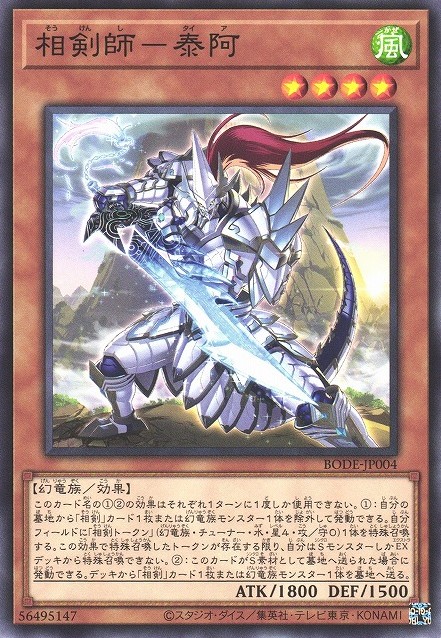 相剣師－泰阿
風
BODE-JP004
【幻竜族／効果】
このカード名の①②の効果はそれぞれ1ターンに1度しか使用できない。①：自分の
墓地から「相剣」カード1枚または幻竜族モンスター1体を除外して発動できる。自分
フィールドに「相剣トークン」(幻竜族・チューナー・水・星4・攻／守0)1体を特殊召喚
する。この効果で特殊召喚したトークンが存在する限り、自分はSモンスターしかEX
デッキから特殊召喚できない。②：このカードがS素材として墓地へ送られた場合に
発動できる。デッキから「相剣」カード1枚または幻竜族モンスター1体を墓地へ送る。
ATK/1800 DEF/1500
56495147
©スタジオ・ダイス／集英社・テレビ東京・KONAMI